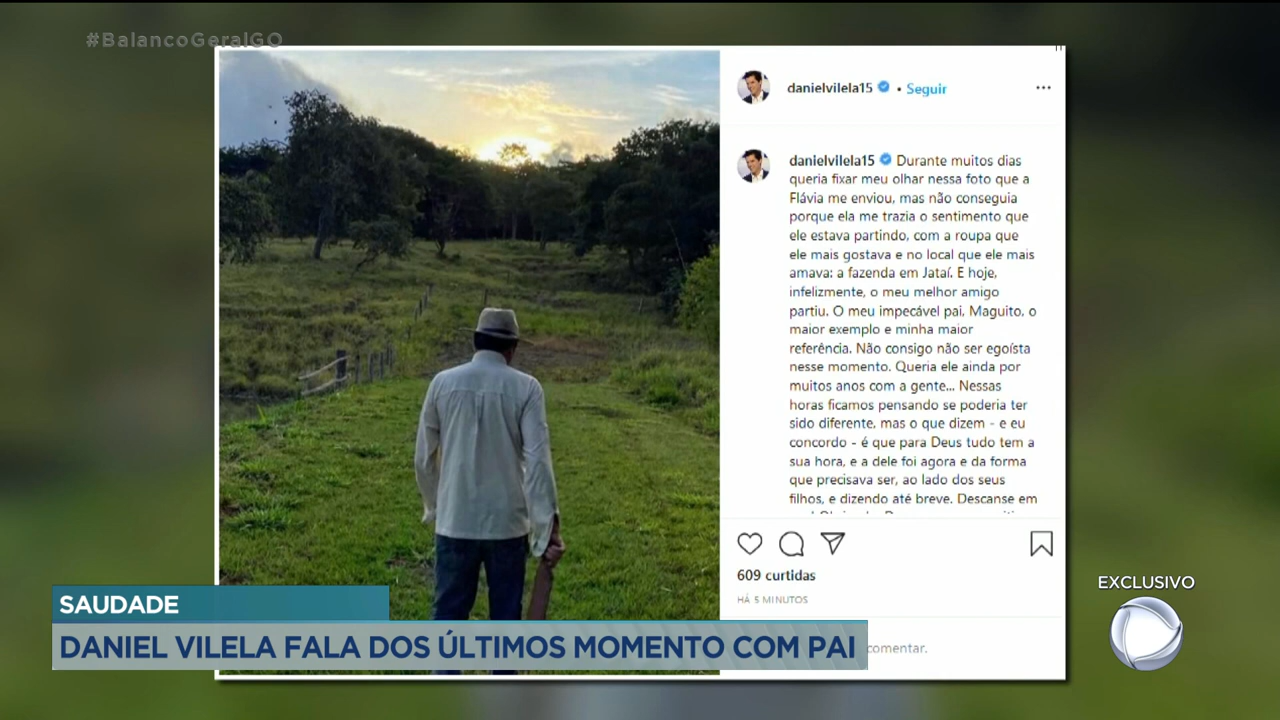 #BalancoGeralGO
danielvilela15 • Seguir
danielvilela15 Durante muitos dias
queria fixar meu olhar nessa foto que a
Flávia me enviou, mas não conseguia
porque ela me trazia o sentimento que
ele estava partindo, com a roupa que
ele mais gostava e no local que ele mais
amava: a fazenda em Jataí. E hoje,
infelizmente, o meu melhor amigo
partiu. O meu impecável pai, Maguito, o
maior exemplo e minha maior
referência. Não consigo não ser egoísta
nesse momento. Queria ele ainda por
muitos anos com a gente... Nessas
horas ficamos pensando se poderia ter
sido diferente, mas o que dizem - e eu
concordo - é que para Deus tudo tem a
sua hora, e a dele foi agora e da forma
que precisava ser, ao lado dos seus
filhos, e dizendo até breve. Descanse em
609 curtidas
HÁ 5 MINUTOS
comentar.
EXCLUSIVO
SAUDADE
DANIEL VILELA FALA DOS ÚLTIMOS MOMENTO COM PAI